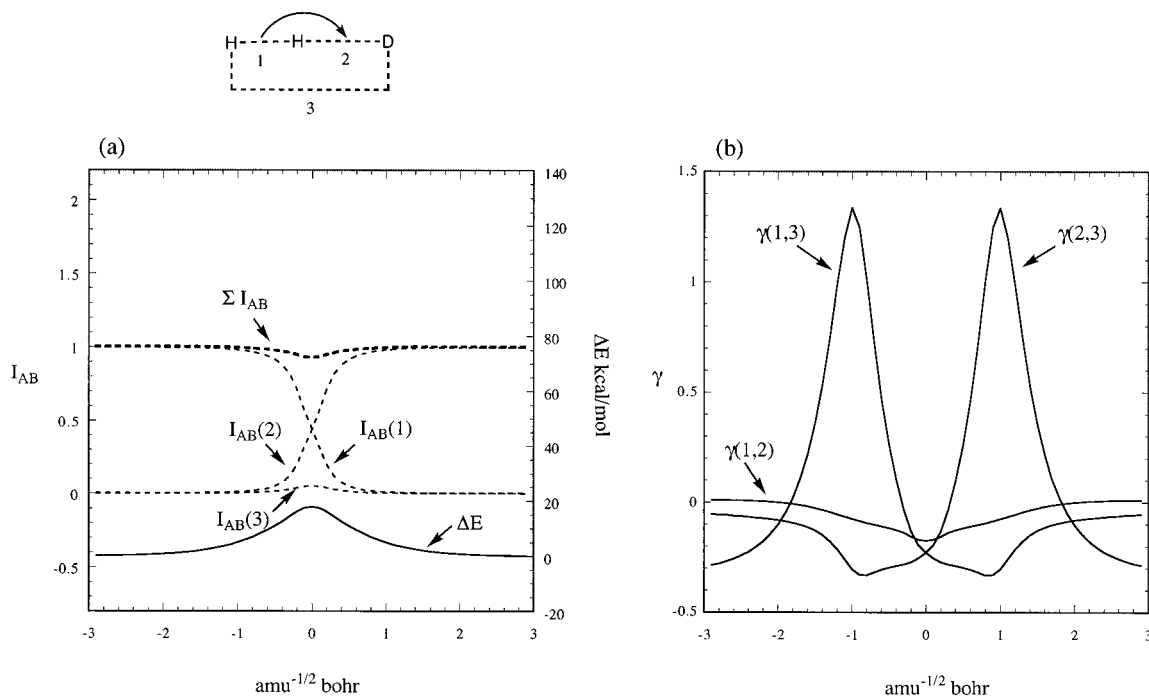 H H D
1 2
3
(a)
2
1.5
1
0.5
0
-0.5
I_AB
140
120
100
80
60
40
20
0
-20
ΔE kcal/mol
Σ I_AB
I_AB(2)
I_AB(1)
I_AB(3)
ΔE
-3 -2 -1 0 1 2 3
amu^-1/2 bohr
(b)
1.5
1
0.5
0
-0.5
γ
γ(1,3)
γ(2,3)
γ(1,2)
-3 -2 -1 0 1 2 3
amu^-1/2 bohr